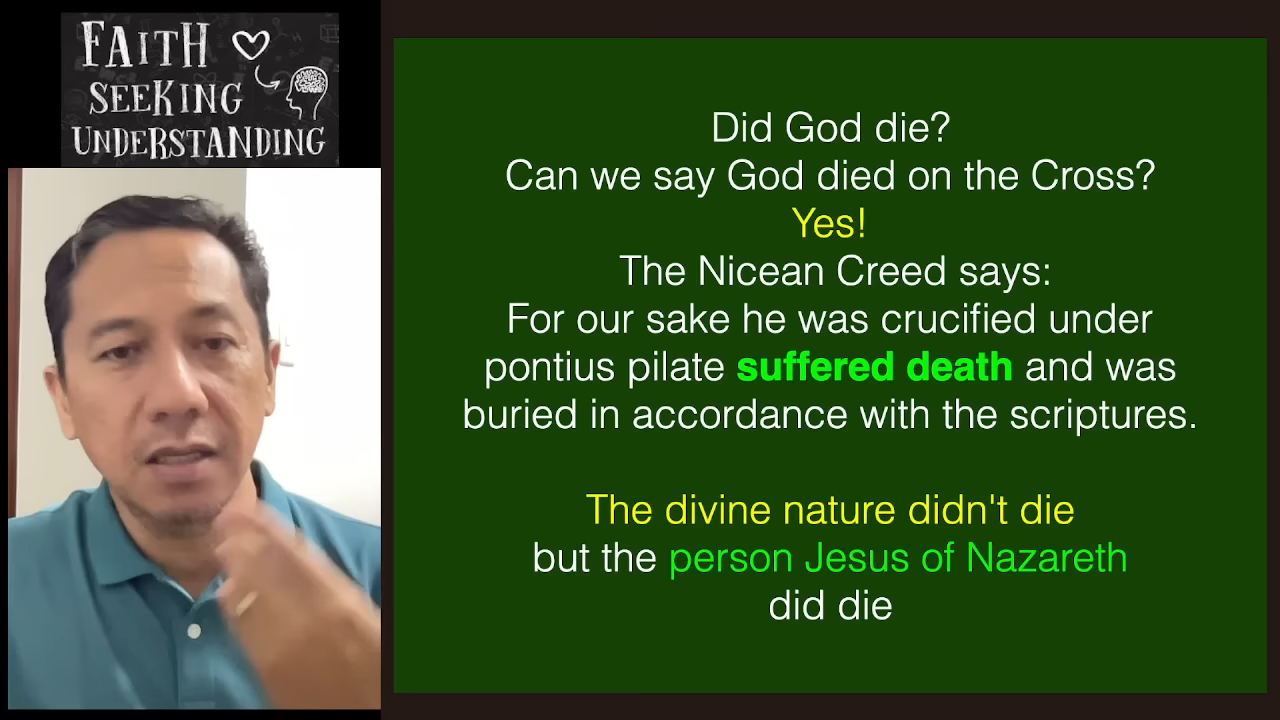 FAITH
SEEKING
UNDERSTANDING
Did God die?
Can we say God died on the Cross?
Yes!
The Nicean Creed says:
For our sake he was crucified under
pontius pilate suffered death and was
buried in accordance with the scriptures.
The divine nature didn't die
but the person Jesus of Nazareth
did die